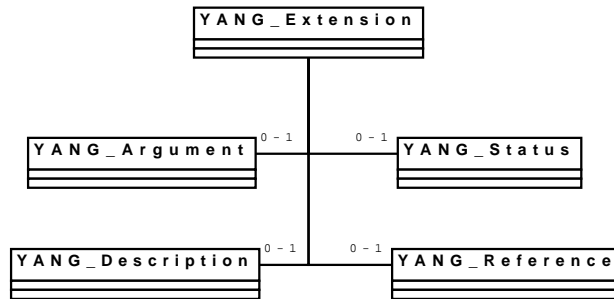 YANG_Extension
0-1 0-1
YANG_Argument YANG_Status
0-1 0-1
YANG_Description YANG_Reference